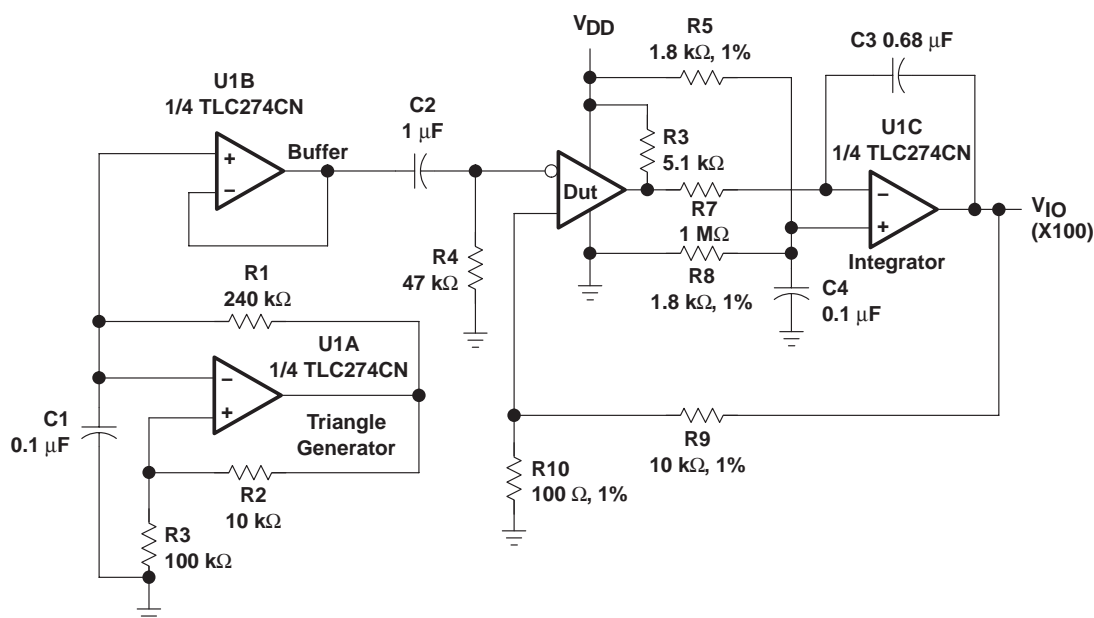 VDD
R5
1.8 kΩ, 1%
C3 0.68 μF
U1B
1/4 TLC274CN
C2
1 μF
Buffer
+
−
R3
5.1 kΩ
U1C
1/4 TLC274CN
Dut
R7
1 MΩ
−
+
VIO
(X100)
Integrator
R4
47 kΩ
R8
1.8 kΩ, 1%
C4
0.1 μF
R1
240 kΩ
U1A
1/4 TLC274CN
−
+
C1
0.1 μF
Triangle
Generator
R9
10 kΩ, 1%
R2
10 kΩ
R10
100 Ω, 1%
R3
100 kΩ